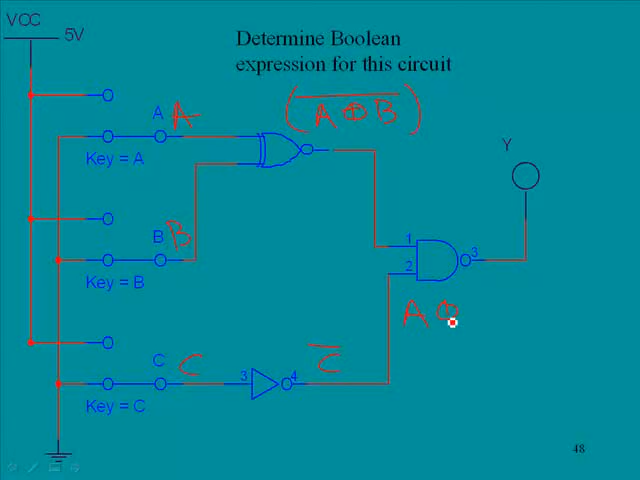 VCC
5V
Determine Boolean
expression for this circuit
(A ⊕ B)
A A
Key = A
Y
B B
Key = B
1
2
3
A ⊕
C C
C
3 4
Key = C
48